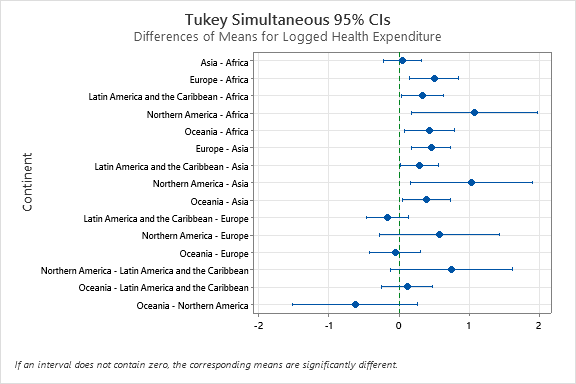 Tukey Simultaneous 95% CIs
Differences of Means for Logged Health Expenditure
Continent
Asia - Africa
Europe - Africa
Latin America and the Caribbean - Africa
Northern America - Africa
Oceania - Africa
Europe - Asia
Latin America and the Caribbean - Asia
Northern America - Asia
Oceania - Asia
Latin America and the Caribbean - Europe
Northern America - Europe
Oceania - Europe
Northern America - Latin America and the Caribbean
Oceania - Latin America and the Caribbean
Oceania - Northern America
-2 -1 0 1 2
If an interval does not contain zero, the corresponding means are significantly different.